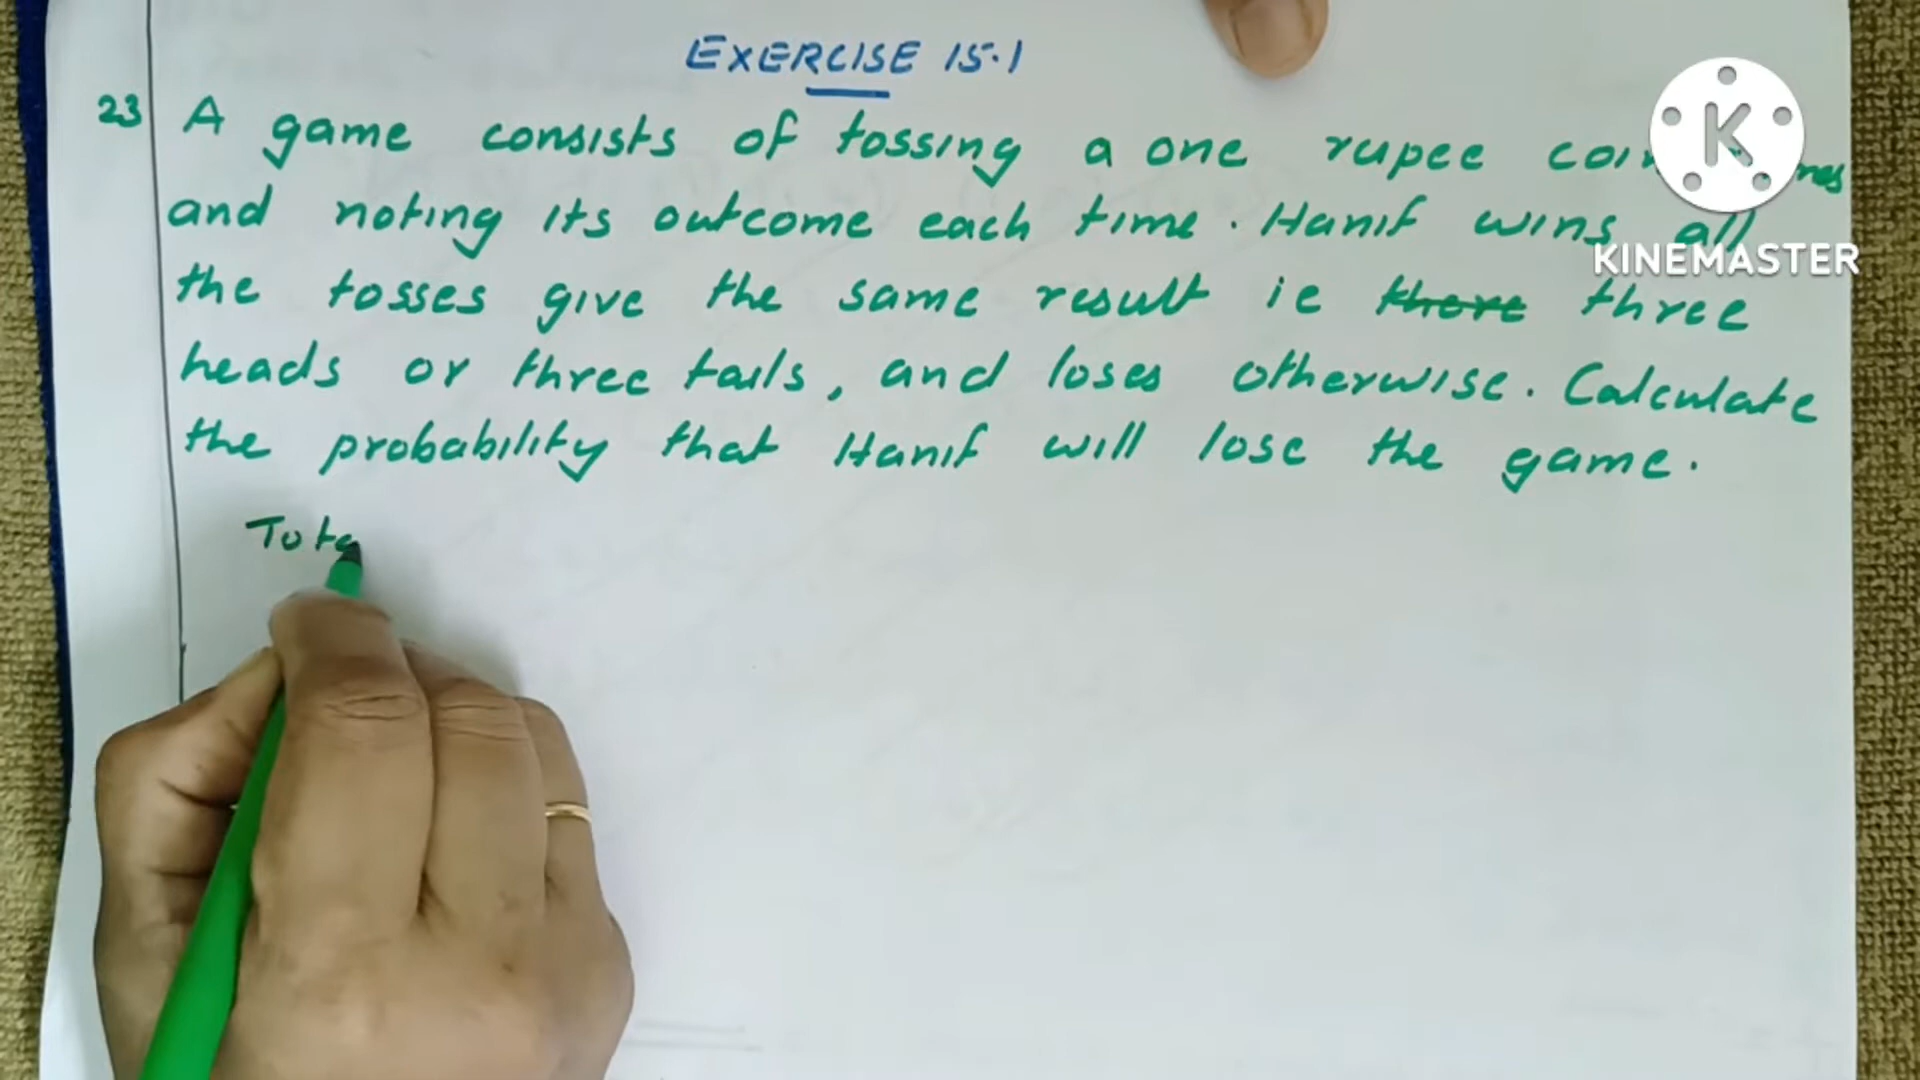 EXERCISE 15.1
23 A game consists of tossing a one rupee
and noting its outcome each time. Hanif wins all
the tosses give the same result ie three
heads or three tails, and loses otherwise. Calculate
the probability that Hanif will lose the game.
Tota
K
KINEMASTER